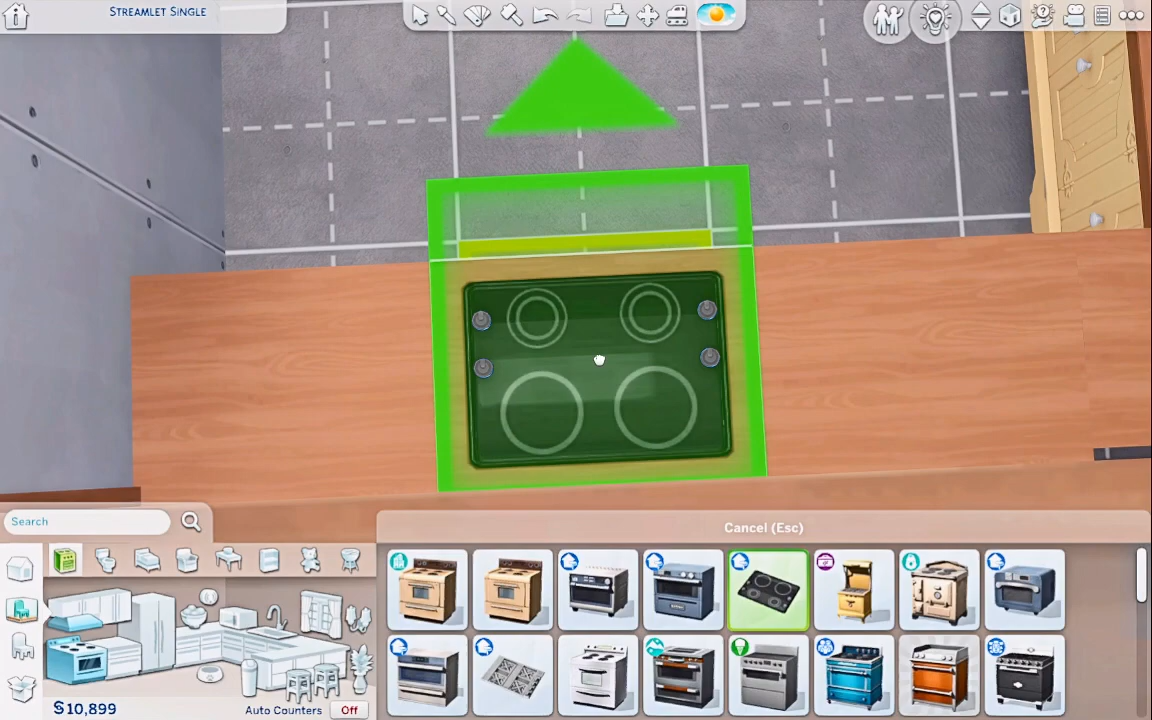 STREAMLET SINGLE
Search
Cancel (Esc)
$10,899
Auto Counters Off